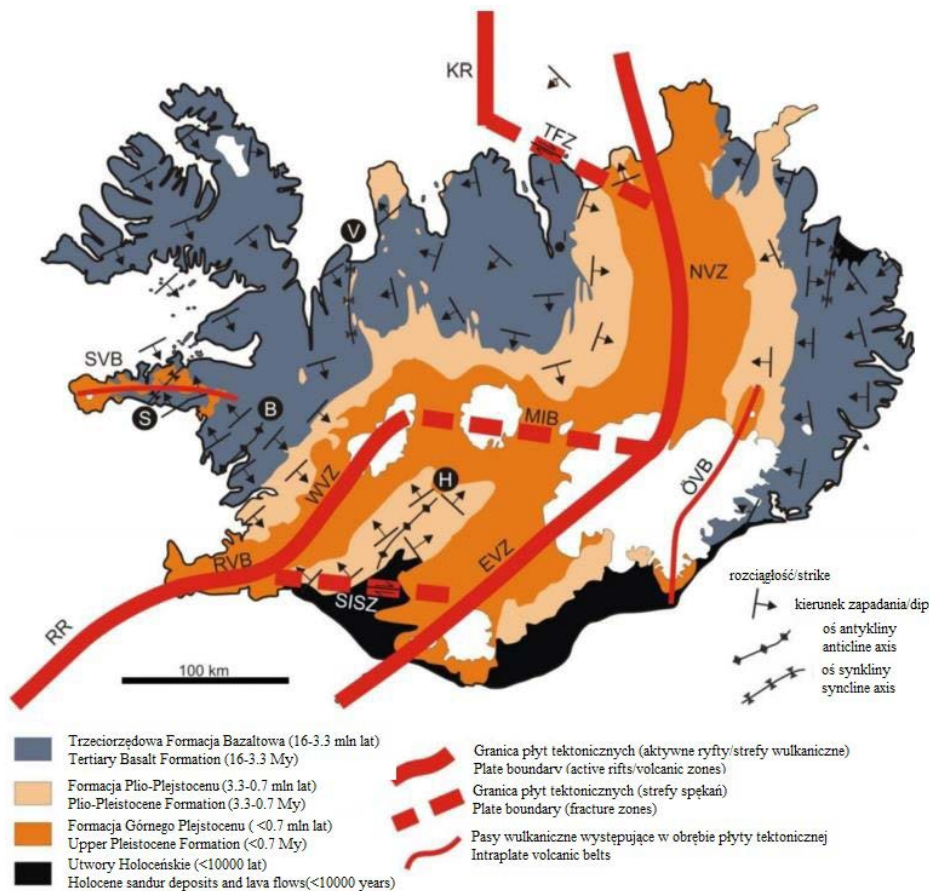 KR
TFZ
V
NVZ
SVB
S
B
MIB
WVZ
H
ÖVB
RVB
EVZ
SISZ
RR
100 km
rozciągłość/strike
kierunek zapadania/dip
oś antykliny
anticline axis
oś synkliny
syncline axis
Trzeciorzędowa Formacja Bazaltowa (16-3.3 mln lat)
Tertiary Basalt Formation (16-3.3 My)
Formacja Plio-Plejstocenu (3.3-0.7 mln lat)
Plio-Pleistocene Formation (3.3-0.7 My)
Formacja Górnego Plejstocenu ( <0.7 mln lat)
Upper Pleistocene Formation (<0.7 My)
Utwory Holoceńskie (<10000 lat)
Holocene sandur deposits and lava flows(<10000 years)
Granica płyt tektonicznych (aktywne ryfty/strefy wulkaniczne)
Plate boundary (active rifts/volcanic zones)
Granica płyt tektonicznych (strefy spękań)
Plate boundary (fracture zones)
Pasy wulkaniczne występujące w obrębie płyty tektonicznej
Intraplate volcanic belts